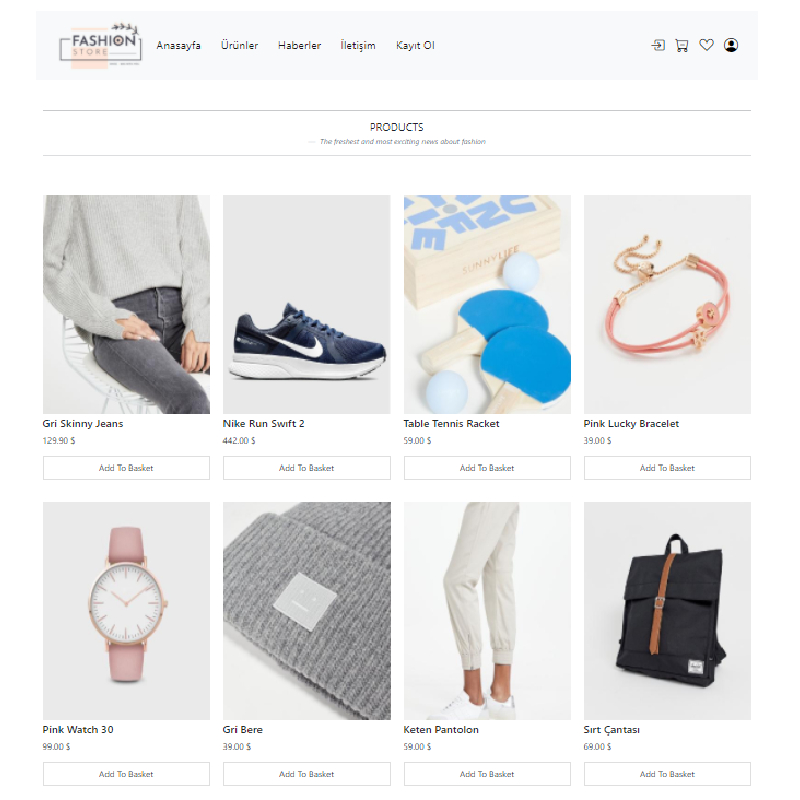 FASHION
STORE
Anasayfa Ürünler Haberler İletişim Kayıt Ol
PRODUCTS
The freshest and most exciting news about fashion
SUNNYLIFE
Gri Skinny Jeans
129.90 $
Add To Basket
Nike Run Swift 2
442.00 $
Add To Basket
Table Tennis Racket
59.00 $
Add To Basket
Pink Lucky Bracelet
39.00 $
Add To Basket
Pink Watch 30
99.00 $
Add To Basket
Gri Bere
39.00 $
Add To Basket
Keten Pantolon
59.00 $
Add To Basket
Sırt Çantası
69.00 $
Add To Basket